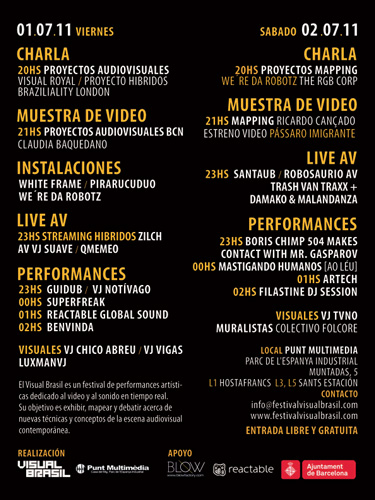 01.07.11 VIERNES
CHARLA
20HS PROYECTOS AUDIOVISUALES
VISUAL ROYAL / PROYECTO HIBRIDOS
BRAZILIALITY LONDON
MUESTRA DE VIDEO
21HS PROYECTOS AUDIOVISUALES BCN
CLAUDIA BAQUEDANO
INSTALACIONES
WHITE FRAME / PIRARUCUDUO
WE´RE DA ROBOTZ
LIVE AV
23HS STREAMING HIBRIDOS ZILCH
AV VJ SUAVE / QMEMEO
PERFORMANCES
23HS GUIDUB / VJ NOTÍVAGO
00HS SUPERFREAK
01HS REACTABLE GLOBAL SOUND
02HS BENVINDA
VISUALES VJ CHICO ABREU / VJ VIGAS
LUXMANVJ
El Visual Brasil es un festival de performances artisti-
cas dedicado al video y al sonido en tiempo real.
Su objetivo es exhibir, mapear y debatir acerca de
nuevas técnicas y conceptos de la escena audiovisual
contemporánea.
SABADO 02.07.11
CHARLA
20HS PROYECTOS MAPPING
WE´RE DA ROBOTZ THE RGB CORP
MUESTRA DE VIDEO
21HS MAPPING RICARDO CANÇADO
ESTRENO VIDEO PÁSSARO IMIGRANTE
LIVE AV
23HS SANTAUB / ROBOSAURIO AV
TRASH VAN TRAXX +
DAMAKO & MALANDANZA
PERFORMANCES
23HS BORIS CHIMP 504 MAKES
CONTACT WITH MR. GASPAROV
00HS MASTIGANDO HUMANOS [AO LÉU]
01HS ARTECH
02HS FILASTINE DJ SESSION
VISUALES VJ TVNO
MURALISTAS COLECTIVO FOLCORE
LOCAL PUNT MULTIMEDIA
PARC DE L'ESPANYA INDUSTRIAL
MUNTADAS, 5
L1 HOSTAFRANCS L3, L5 SANTS ESTACIÓN
CONTACTO
info@festivalvisualbrasil.com
www.festivalvisualbrasil.com
ENTRADA LIBRE Y GRATUITA
REALIZACIÓN
VISUAL
BRASIL
Punt Multimèdia
APOYO
BLOW
reactable
Ajuntament
de Barcelona